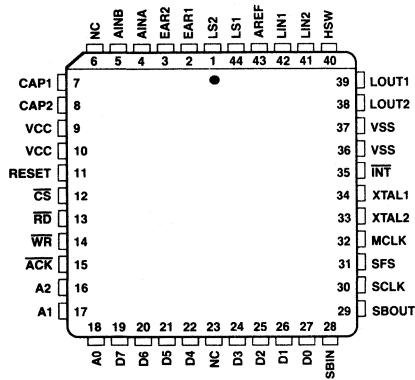 NC AINB AINA EAR2 EAR1 LS2 LS1 AREF LIN1 LIN2 HSW
6 5 4 3 2 1 44 43 42 41 40
CAP1 7 39 LOUT1
CAP2 8 38 LOUT2
VCC 9 37 VSS
VCC 10 36 VSS
RESET 11 35 INT
CS 12 34 XTAL1
RD 13 33 XTAL2
WR 14 32 MCLK
ACK 15 31 SFS
A2 16 30 SCLK
A1 17 29 SBOUT
18 19 20 21 22 23 24 25 26 27 28
A0 D7 D6 D5 D4 NC D3 D2 D1 D0 SBIN